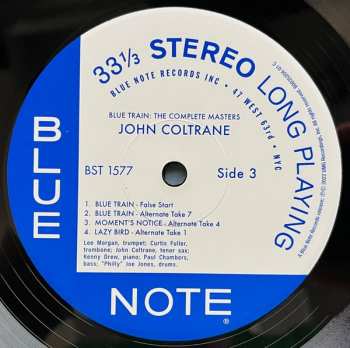 33 1/3 STEREO LONG PLAYING
BLUE NOTE RECORDS INC • 47 WEST 63rd • NYC
BLUE TRAIN: THE COMPLETE MASTERS
JOHN COLTRANE
BST 1577
Side 3
1. BLUE TRAIN - False Start
2. BLUE TRAIN - Alternate Take 7
3. MOMENT'S NOTICE - Alternate Take 4
4. LAZY BIRD - Alternate Take 1
Lee Morgan, trumpet; Curtis Fuller,
trombone; John Coltrane, tenor sax;
Kenny Drew, piano; Paul Chambers,
bass; "Philly" Joe Jones, drums.
BLUE
NOTE ®